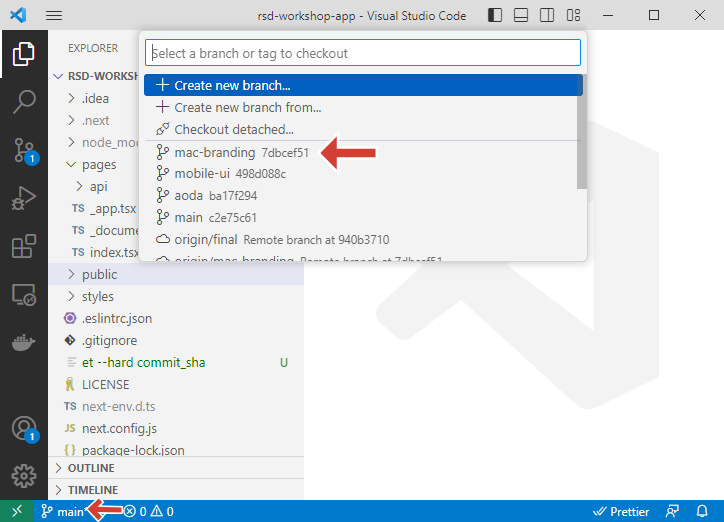 rsd-workshop-app - Visual Studio Code
EXPLORER
RSD-WORKSH
.idea
.next
node_mod
pages
api
TS _app.tsx
TS _docume
TS index.tsx
public
styles
.eslintrc.json
.gitignore
et --hard commit_sha U
LICENSE
TS next-env.d.ts
JS next.config.js
{} package-lock.json
OUTLINE
TIMELINE
Select a branch or tag to checkout
Create new branch...
Create new branch from...
Checkout detached...
mac-branding 7dbcef51
mobile-ui 498d088c
aoda ba17f294
main c2e75c61
origin/final Remote branch at 940b3710
origin/mac-branding Remote branch at 7dbcef51
1
1
main* 0 0 Prettier